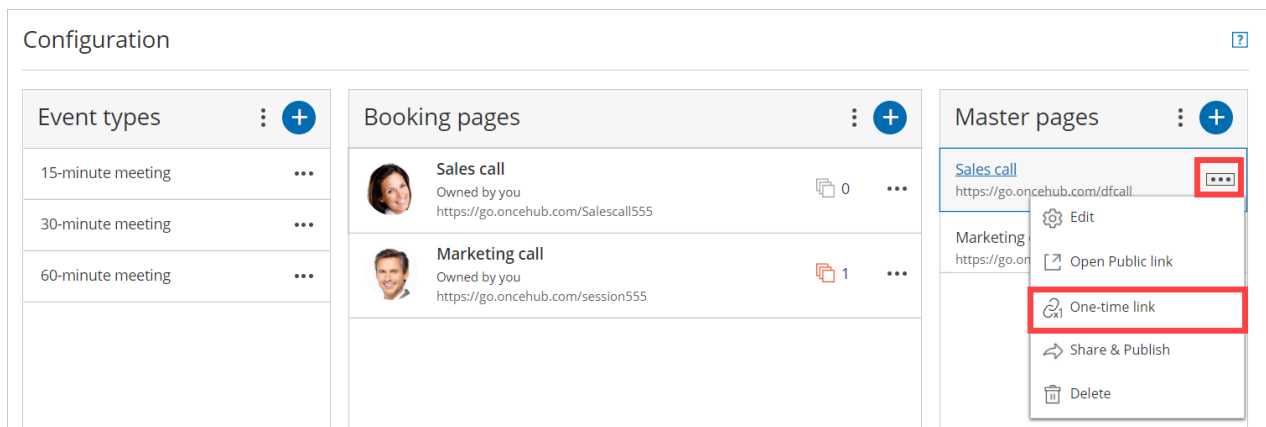 Configuration
?
Event types
15-minute meeting
30-minute meeting
60-minute meeting
Booking pages
Sales call
Owned by you
https://go.oncehub.com/Salescall555
0
Marketing call
Owned by you
https://go.oncehub.com/session555
1
Master pages
Sales call
https://go.oncehub.com/dfcall
Marketing
https://go.on
Edit
Open Public link
x1 One-time link
Share & Publish
Delete